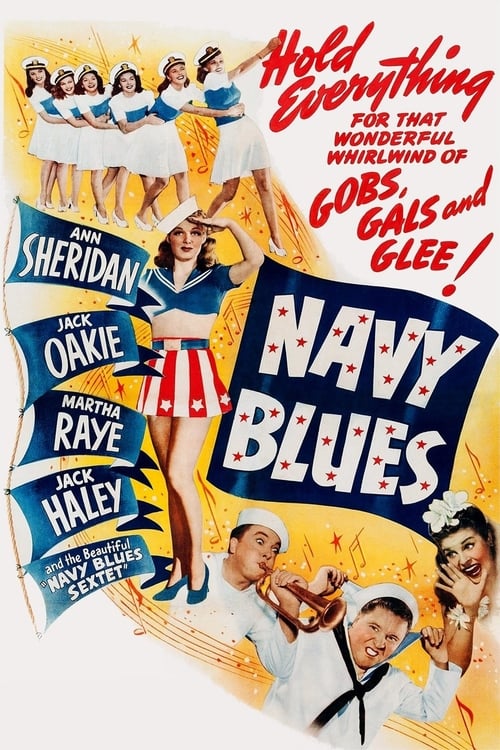 Hold
Everything
FOR THAT
WONDERFUL
WHIRLWIND OF
GOBS,
GALS and
GLEE!
ANN
SHERIDAN
JACK
OAKIE
MARTHA
RAYE
JACK
HALEY
and the Beautiful
"NAVY BLUES
SEXTET"
NAVY
BLUES